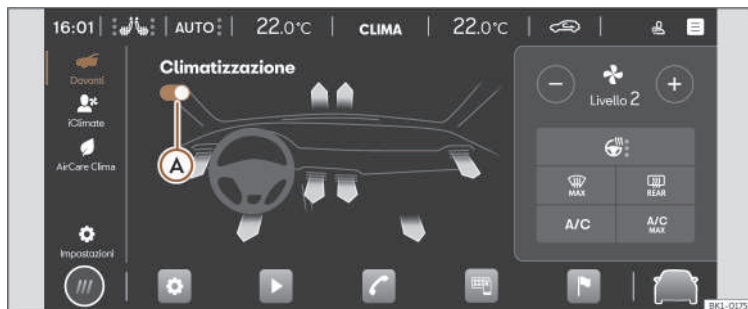 16:01 AUTO 22.0°C CLIMA 22.0°C
Climatizzazione
Davanti
iClimate
AirCare Clima
Impostazioni
A
Livello 2
MAX REAR
A/C A/C MAX
BK1-0175